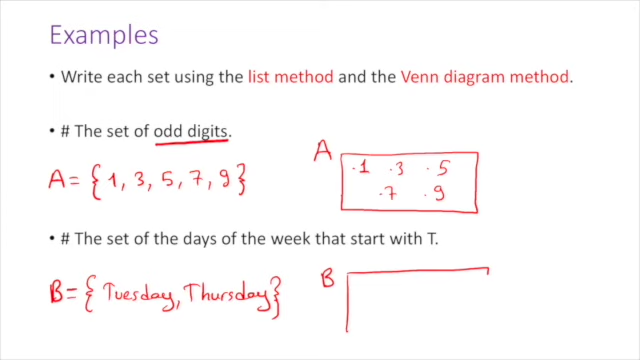 Examples
• Write each set using the list method and the Venn diagram method.
• # The set of odd digits.
A = { 1, 3, 5, 7, 9 }
A
·1 ·3 ·5
·7 ·9
• # The set of the days of the week that start with T.
B = { Tuesday, Thursday }
B